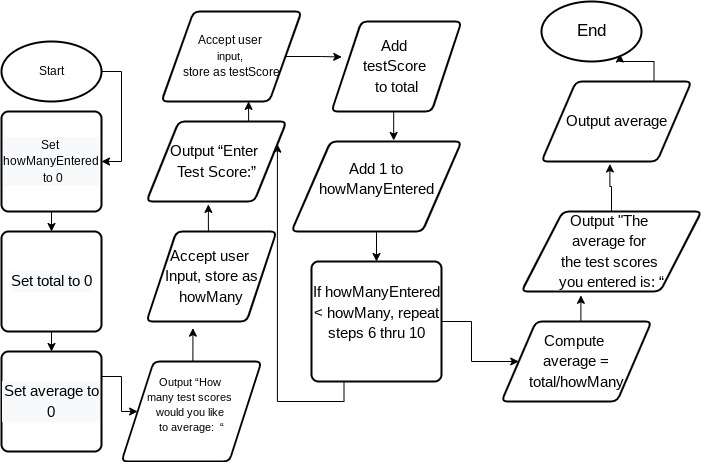 Start
Set
howManyEntered
to 0
Set total to 0
Set average to
0
Output “How
many test scores
would you like
to average:  “
Accept user
Input, store as
howMany
Output “Enter
Test Score:”
Accept user
input,
store as testScore
Add
testScore
to total
Add 1 to
howManyEntered
If howManyEntered
< howMany, repeat
steps 6 thru 10
Compute
average =
total/howMany
Output "The
average for
the test scores
you entered is: “
Output average
End